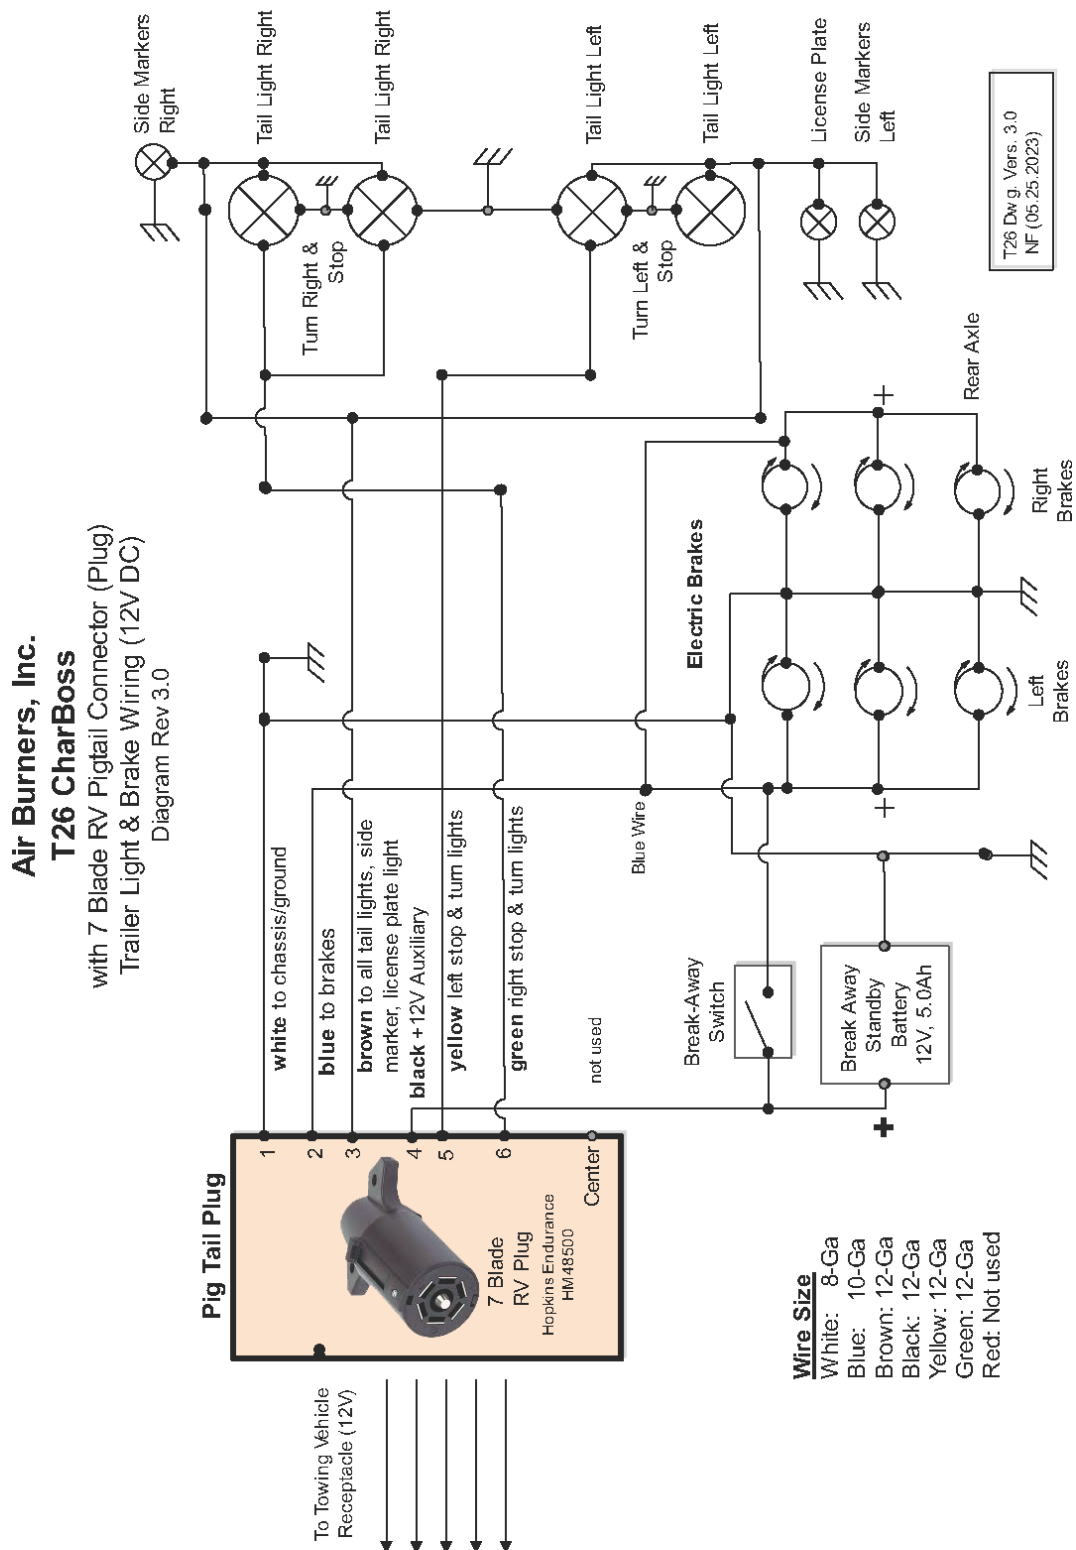 Air Burners, Inc.
T26 CharBoss
with 7 Blade RV Pigtail Connector (Plug)
Trailer Light & Brake Wiring (12V DC)
Diagram Rev 3.0
Pig Tail Plug
To Towing Vehicle
Receptacle (12V)
7 Blade
RV Plug
Hopkins Endurance
HM48500
1
2
3
4
5
6
Center
white to chassis/ground
blue to brakes
brown to all tail lights, side
marker, license plate light
black +12V Auxiliary
yellow left stop & turn lights
green right stop & turn lights
not used
Side Markers
Right
Tail Light Right
Tail Light Right
Turn Right &
Stop
Tail Light Left
Tail Light Left
Turn Left &
Stop
License Plate
Side Markers
Left
Blue Wire
Electric Brakes
+
+
Left
Brakes
Right
Brakes
Rear Axle
Break-Away
Switch
Break Away
Standby
Battery
12V, 5.0Ah
+
Wire Size
White: 8-Ga
Blue: 10-Ga
Brown: 12-Ga
Black: 12-Ga
Yellow: 12-Ga
Green: 12-Ga
Red: Not used
T26 Dwg. Vers. 3.0
NF (05.25.2023)